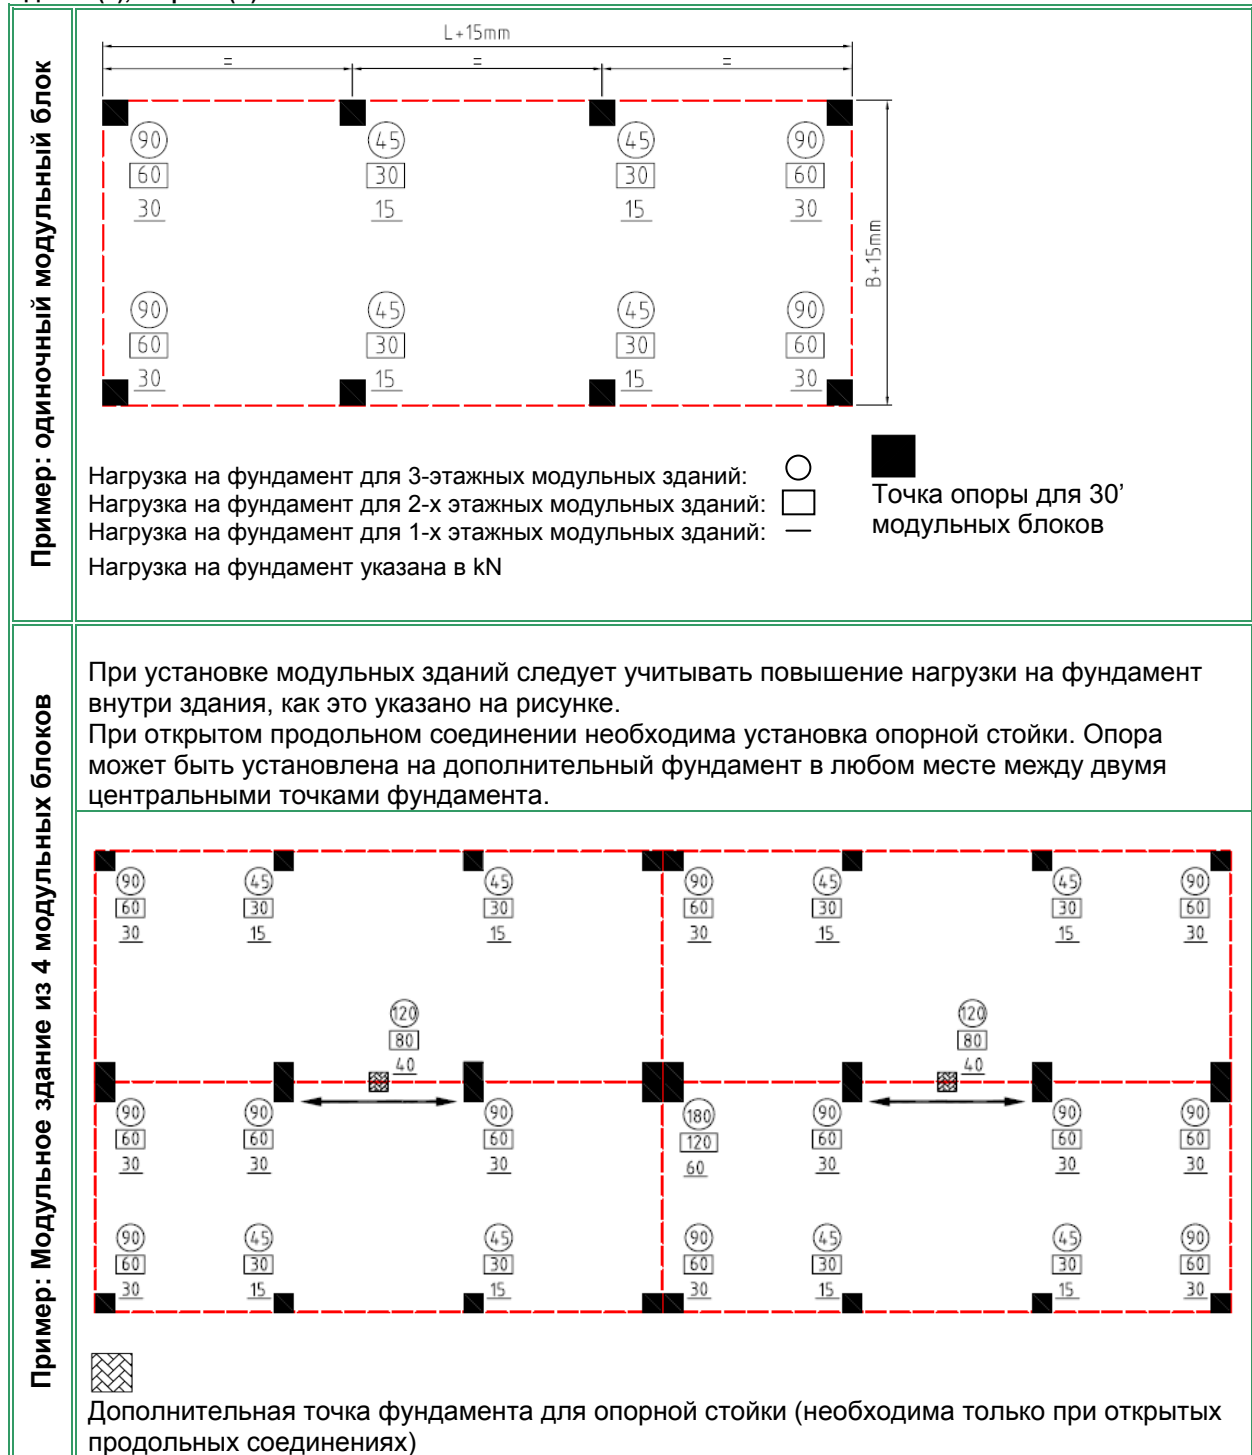 Пример: одиночный модульный блок
L+15mm
= = =
90 45 45 90
60 30 30 60
30 15 15 30
B+15mm
90 45 45 90
60 30 30 60
30 15 15 30
Нагрузка на фундамент для 3-этажных модульных зданий:
Нагрузка на фундамент для 2-х этажных модульных зданий:
Нагрузка на фундамент для 1-х этажных модульных зданий:
Нагрузка на фундамент указана в kN
Точка опоры для 30’
модульных блоков
Пример: Модульное здание из 4 модульных блоков
При установке модульных зданий следует учитывать повышение нагрузки на фундамент
внутри здания, как это указано на рисунке.
При открытом продольном соединении необходима установка опорной стойки. Опора
может быть установлена на дополнительный фундамент в любом месте между двумя
центральными точками фундамента.
90 45 45 90 45 45 90
60 30 30 60 30 30 60
30 15 15 30 15 15 30
120 120
80 80
40 40
90 90 90 180 90 90 90
60 60 60 120 60 60 60
30 30 30 60 30 30 30
90 45 45 90 45 45 90
60 30 30 60 30 30 60
30 15 15 30 15 15 30
Дополнительная точка фундамента для опорной стойки (необходима только при открытых
продольных соединениях)